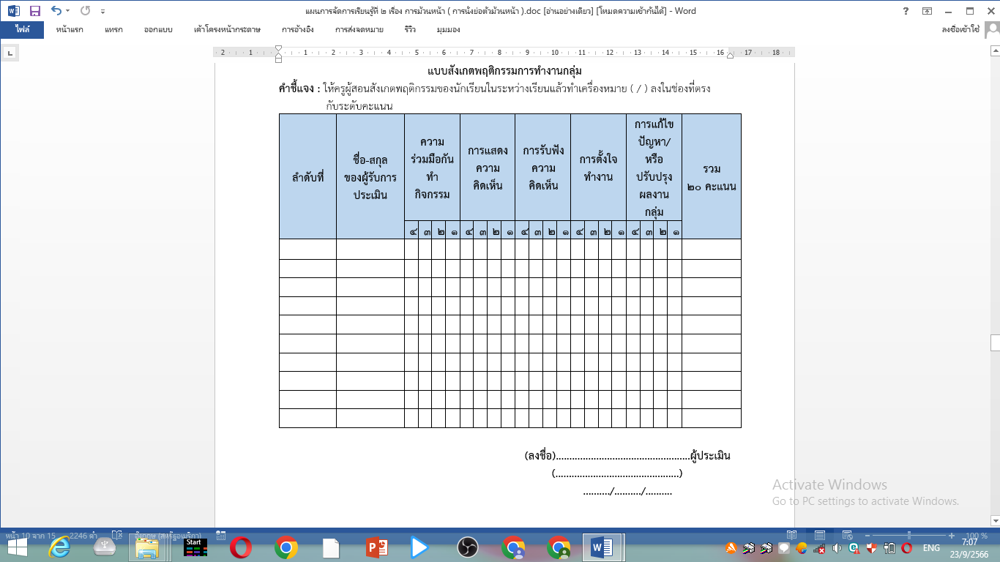 แผนการจัดการเรียนรู้ที่ ๒ เรื่อง การม้วนหน้า ( การนั่งย่อตัวม้วนหน้า ).doc [อ่านอย่างเดียว] [โหมดความเข้ากันได้] - Word
ไฟล์ หน้าแรก แทรก ออกแบบ เค้าโครงหน้ากระดาษ การอ้างอิง การส่งจดหมาย รีวิว มุมมอง ลงชื่อเข้าใช้
2 1 1 2 3 4 5 6 7 8 9 10 11 12 13 14 15 16 17 18
แบบสังเกตพฤติกรรมการทำงานกลุ่ม
คำชี้แจง : ให้ครูผู้สอนสังเกตพฤติกรรมของนักเรียนในระหว่างเรียนแล้วทำเครื่องหมาย ( / ) ลงในช่องที่ตรง
กับระดับคะแนน
ลำดับที่
ชื่อ-สกุล
ของผู้รับการ
ประเมิน
ความ
ร่วมมือกัน
ทำ
กิจกรรม
การแสดง
ความ
คิดเห็น
การรับฟัง
ความ
คิดเห็น
การตั้งใจ
ทำงาน
การแก้ไข
ปัญหา/
หรือ
ปรับปรุง
ผลงาน
กลุ่ม
รวม
๒๐ คะแนน
๔ ๓ ๒ ๑ ๔ ๓ ๒ ๑ ๔ ๓ ๒ ๑ ๔ ๓ ๒ ๑ ๔ ๓ ๒ ๑
(ลงชื่อ)..................................................ผู้ประเมิน
(..............................................)
........../........../..........
Activate Windows
Go to PC settings to activate Windows.
หน้า 10 จาก 15 2246 คำ อังกฤษ (สหรัฐอเมริกา) 100 %
Start
ENG
7:07
23/9/2566